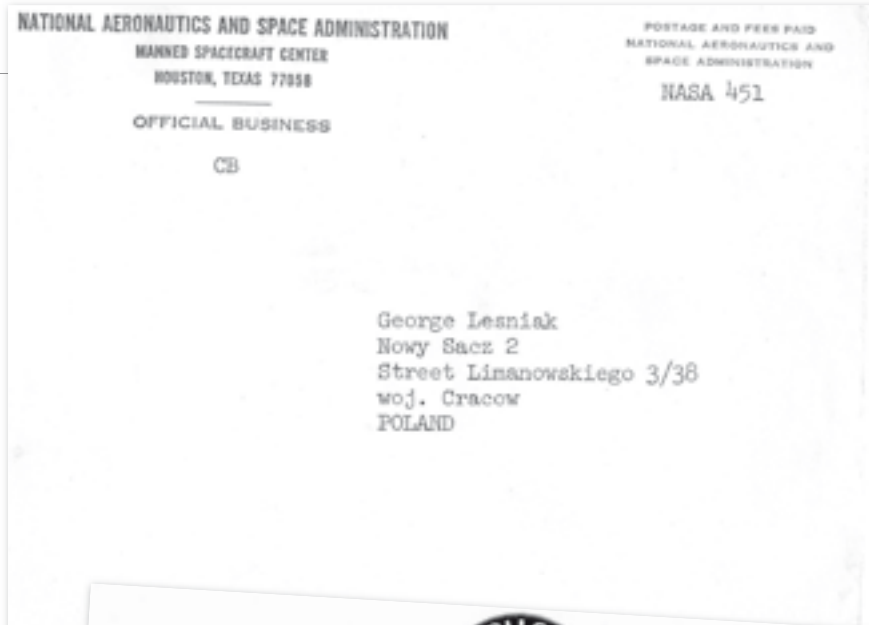 NATIONAL AERONAUTICS AND SPACE ADMINISTRATION
MANNED SPACECRAFT CENTER
HOUSTON, TEXAS 77058
OFFICIAL BUSINESS
CB
POSTAGE AND FEES PAID
NATIONAL AERONAUTICS AND
SPACE ADMINISTRATION
NASA 451
George Lesniak
Nowy Sacz 2
Street Limanowskiego 3/38
woj. Cracow
POLAND